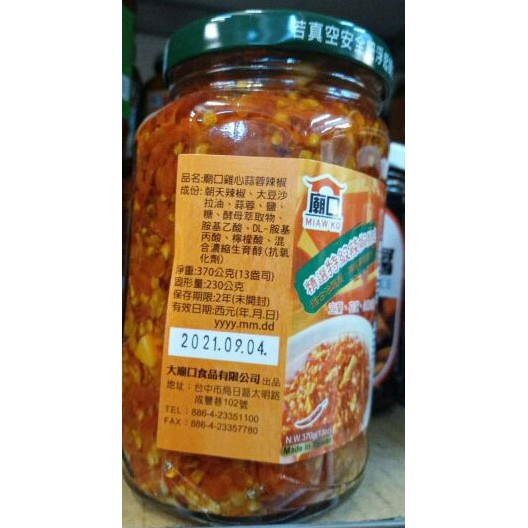 若真空安全
品名:廟口雞心蒜蓉辣椒
成份: 朝天辣椒、大豆沙
拉油、蒜蓉、鹽、
糖、酵母萃取物、
胺基乙酸、DL-胺基
丙酸、檸檬酸、混
合濃縮生育醇(抗氧
化劑)
淨重:370公克(13盎司)
固形量:230公克
保存期限:2年(未開封)
有效日期:西元(年.月.日)
yyyy.mm.dd
2021.09.04.
大廟口食品有限公司 出品
地址: 台中市烏日區太明路
成豐巷102號
TEL: 886-4-23351100
FAX: 886-4-23357780
廟口
MIAW KO
精選特級
N.W.370g
Made in Taiwan